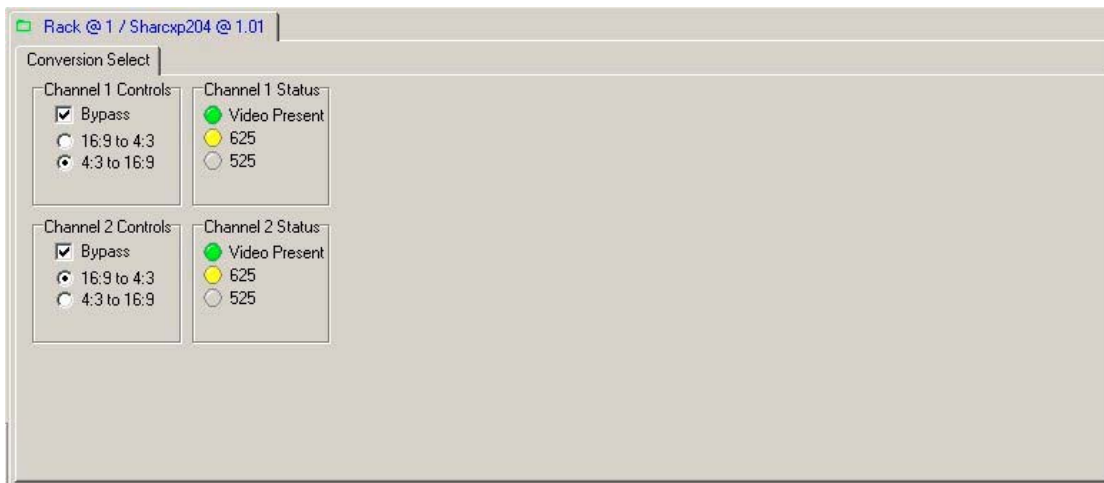 Rack @ 1 / Sharcxp204 @ 1.01
Conversion Select
Channel 1 Controls
Bypass
16:9 to 4:3
4:3 to 16:9
Channel 1 Status
Video Present
625
525
Channel 2 Controls
Bypass
16:9 to 4:3
4:3 to 16:9
Channel 2 Status
Video Present
625
525